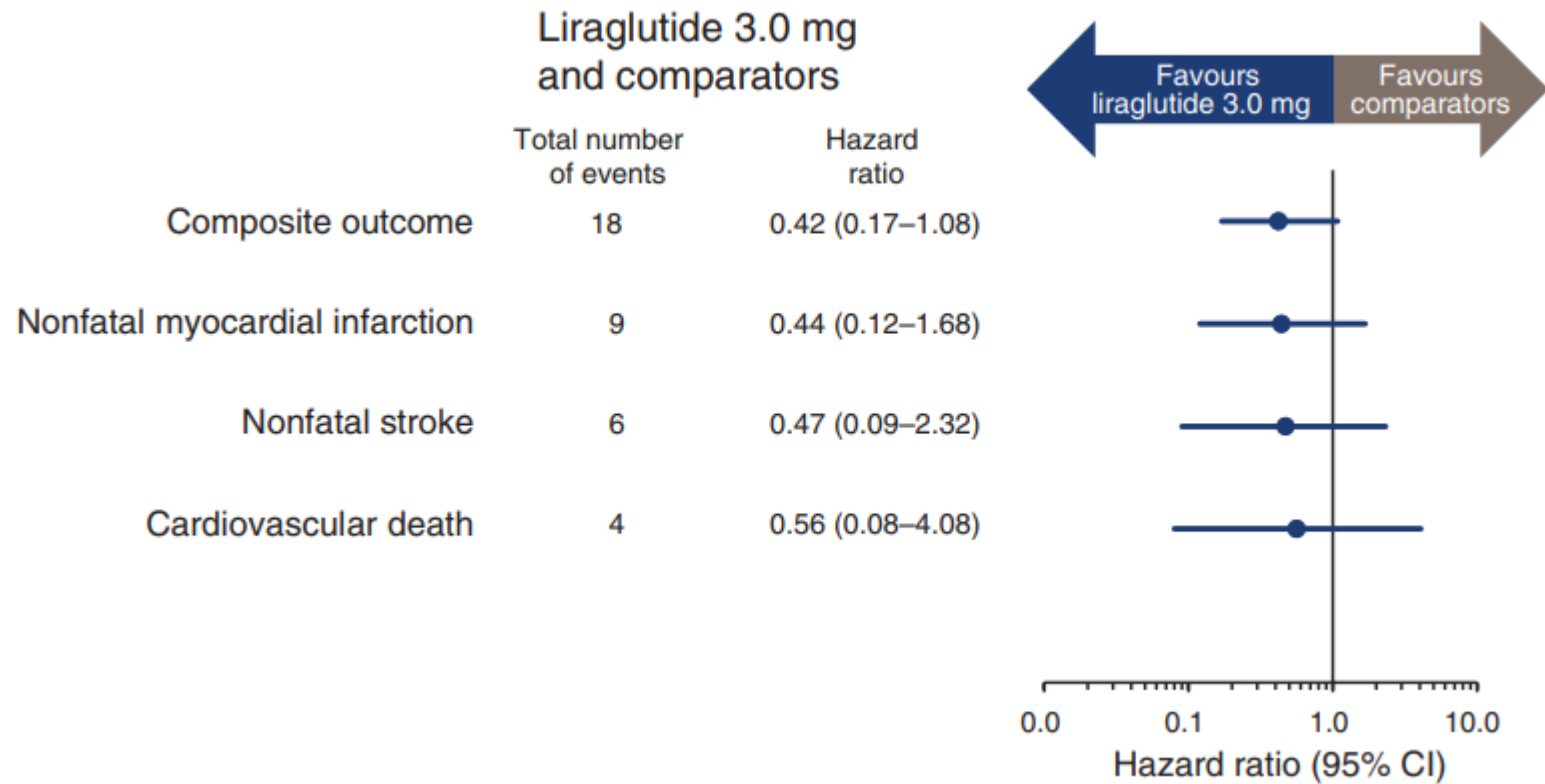 Liraglutide 3.0 mg
and comparators
Favours
liraglutide 3.0 mg
Favours
comparators
Total number
of events
Hazard
ratio
Composite outcome 18 0.42 (0.17–1.08)
Nonfatal myocardial infarction 9 0.44 (0.12–1.68)
Nonfatal stroke 6 0.47 (0.09–2.32)
Cardiovascular death 4 0.56 (0.08–4.08)
0.0 0.1 1.0 10.0
Hazard ratio (95% CI)